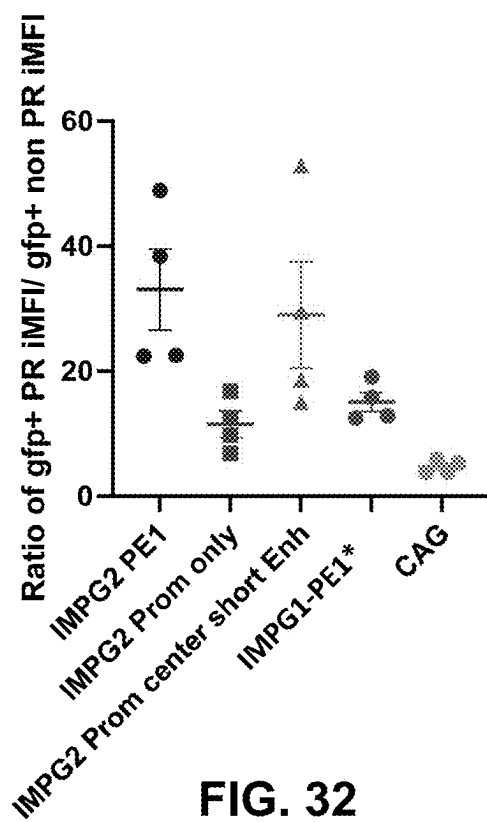 Ratio of gfp+ PR iMFI/ gfp+ non PR iMFI
60
40
20
0
IMPG2 PE1
IMPG2 Prom only
IMPG2 Prom center short Enh
IMPG1-PE1*
CAG
FIG. 32